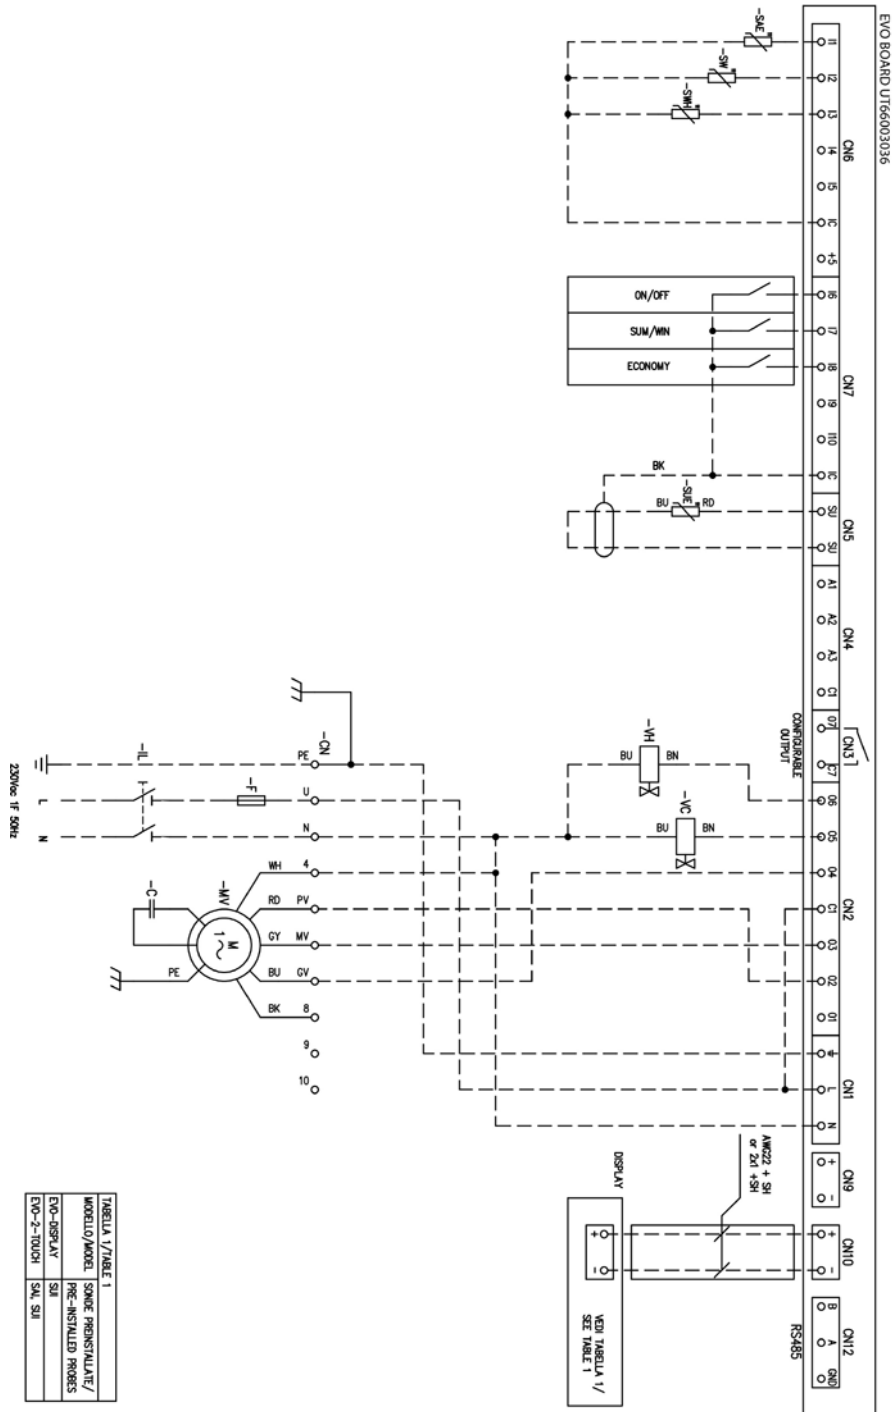 EVO BOARD UT66003036
I1
I2
I3
I4
I5
IC
+5
CN6
I6
I7
I8
I9
I10
IC
CN7
SU
SU
CN5
A1
A2
A3
C1
CN4
O7
C7
CN3
CONFIGURABLE
OUTPUT
O6
O5
O4
C1
O3
O2
O1
CN2
L
N
CN1
+
-
CN9
+
-
CN10
B
A
GND
CN12
RS485
-SAE
-SW
-SWH
ON/OFF
SUM/WIN
ECONOMY
BK
-SUE
BU
RD
-VH
BU
BN
-VC
BU
BN
AWG22 + SH
or 2x1 +SH
DISPLAY
+
-
VEDI TABELLA 1/
SEE TABLE 1
-CN
PE
U
N
4
PV
MV
GV
8
9
10
-IL
-F
WH
RD
GY
BU
BK
-MV
M
1
-C
PE
L
N
230Vac 1F 50Hz
TABELLA 1/TABLE 1
MODELLO/MODEL
SONDE PREINSTALLATE/
PRE-INSTALLED PROBES
EVO-DISPLAY
SUI
EVO-2-TOUCH
SAI, SUI